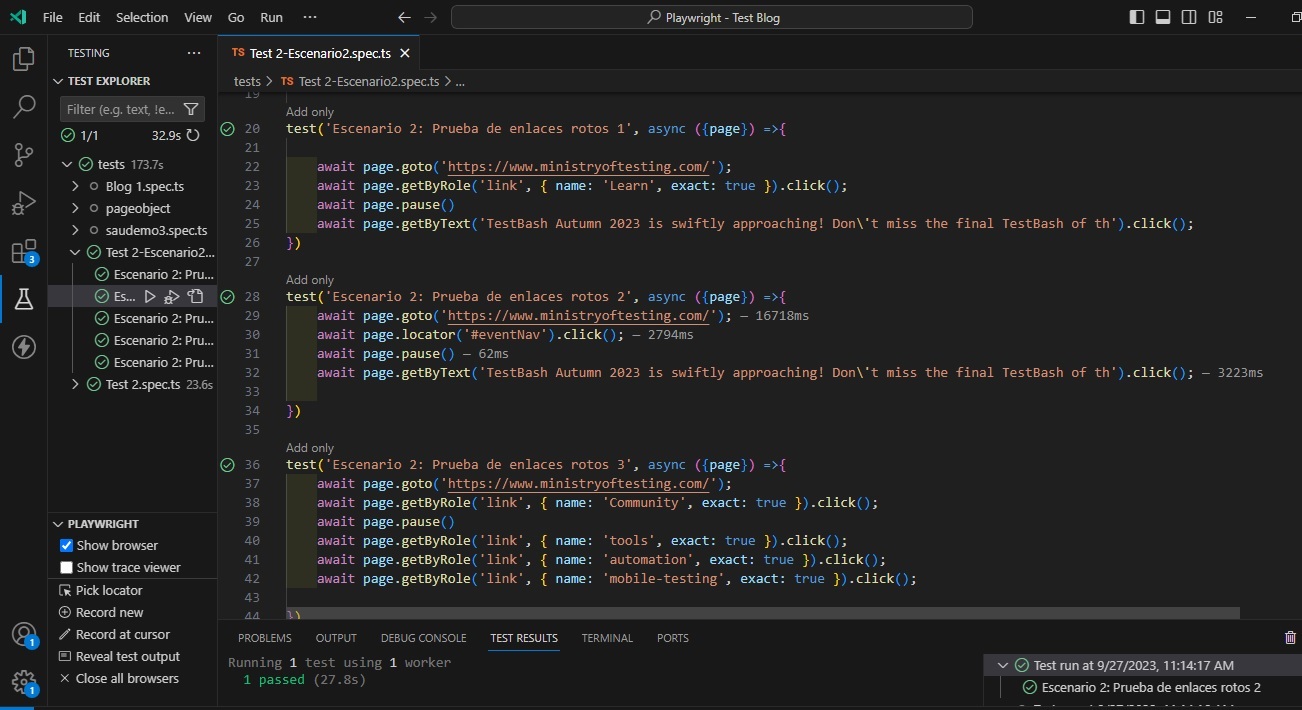 File Edit Selection View Go Run ··· Playwright - Test Blog
TESTING ···
TEST EXPLORER
Filter (e.g. text, !e...
1/1 32.9s
tests 173.7s
Blog 1.spec.ts
pageobject
saudemo3.spec.ts
Test 2-Escenario2...
Escenario 2: Pru...
Es...
Escenario 2: Pru...
Escenario 2: Pru...
Escenario 2: Pru...
Test 2.spec.ts 23.6s
PLAYWRIGHT
Show browser
Show trace viewer
Pick locator
Record new
Record at cursor
Reveal test output
Close all browsers
3
1
1
TS Test 2-Escenario2.spec.ts
tests > TS Test 2-Escenario2.spec.ts > ...
19
Add only
20 test('Escenario 2: Prueba de enlaces rotos 1', async ({page}) =>{
21
22 await page.goto('https://www.ministryoftesting.com/');
23 await page.getByRole('link', { name: 'Learn', exact: true }).click();
24 await page.pause()
25 await page.getByText('TestBash Autumn 2023 is swiftly approaching! Don\'t miss the final TestBash of th').click();
26 })
27
Add only
28 test('Escenario 2: Prueba de enlaces rotos 2', async ({page}) =>{
29 await page.goto('https://www.ministryoftesting.com/'); — 16718ms
30 await page.locator('#eventNav').click(); — 2794ms
31 await page.pause() — 62ms
32 await page.getByText('TestBash Autumn 2023 is swiftly approaching! Don\'t miss the final TestBash of th').click(); — 3223ms
33
34 })
35
Add only
36 test('Escenario 2: Prueba de enlaces rotos 3', async ({page}) =>{
37 await page.goto('https://www.ministryoftesting.com/');
38 await page.getByRole('link', { name: 'Community', exact: true }).click();
39 await page.pause()
40 await page.getByRole('link', { name: 'tools', exact: true }).click();
41 await page.getByRole('link', { name: 'automation', exact: true }).click();
42 await page.getByRole('link', { name: 'mobile-testing', exact: true }).click();
43
44 })
PROBLEMS OUTPUT DEBUG CONSOLE TEST RESULTS TERMINAL PORTS
Running 1 test using 1 worker
1 passed (27.8s)
Test run at 9/27/2023, 11:14:17 AM
Escenario 2: Prueba de enlaces rotos 2